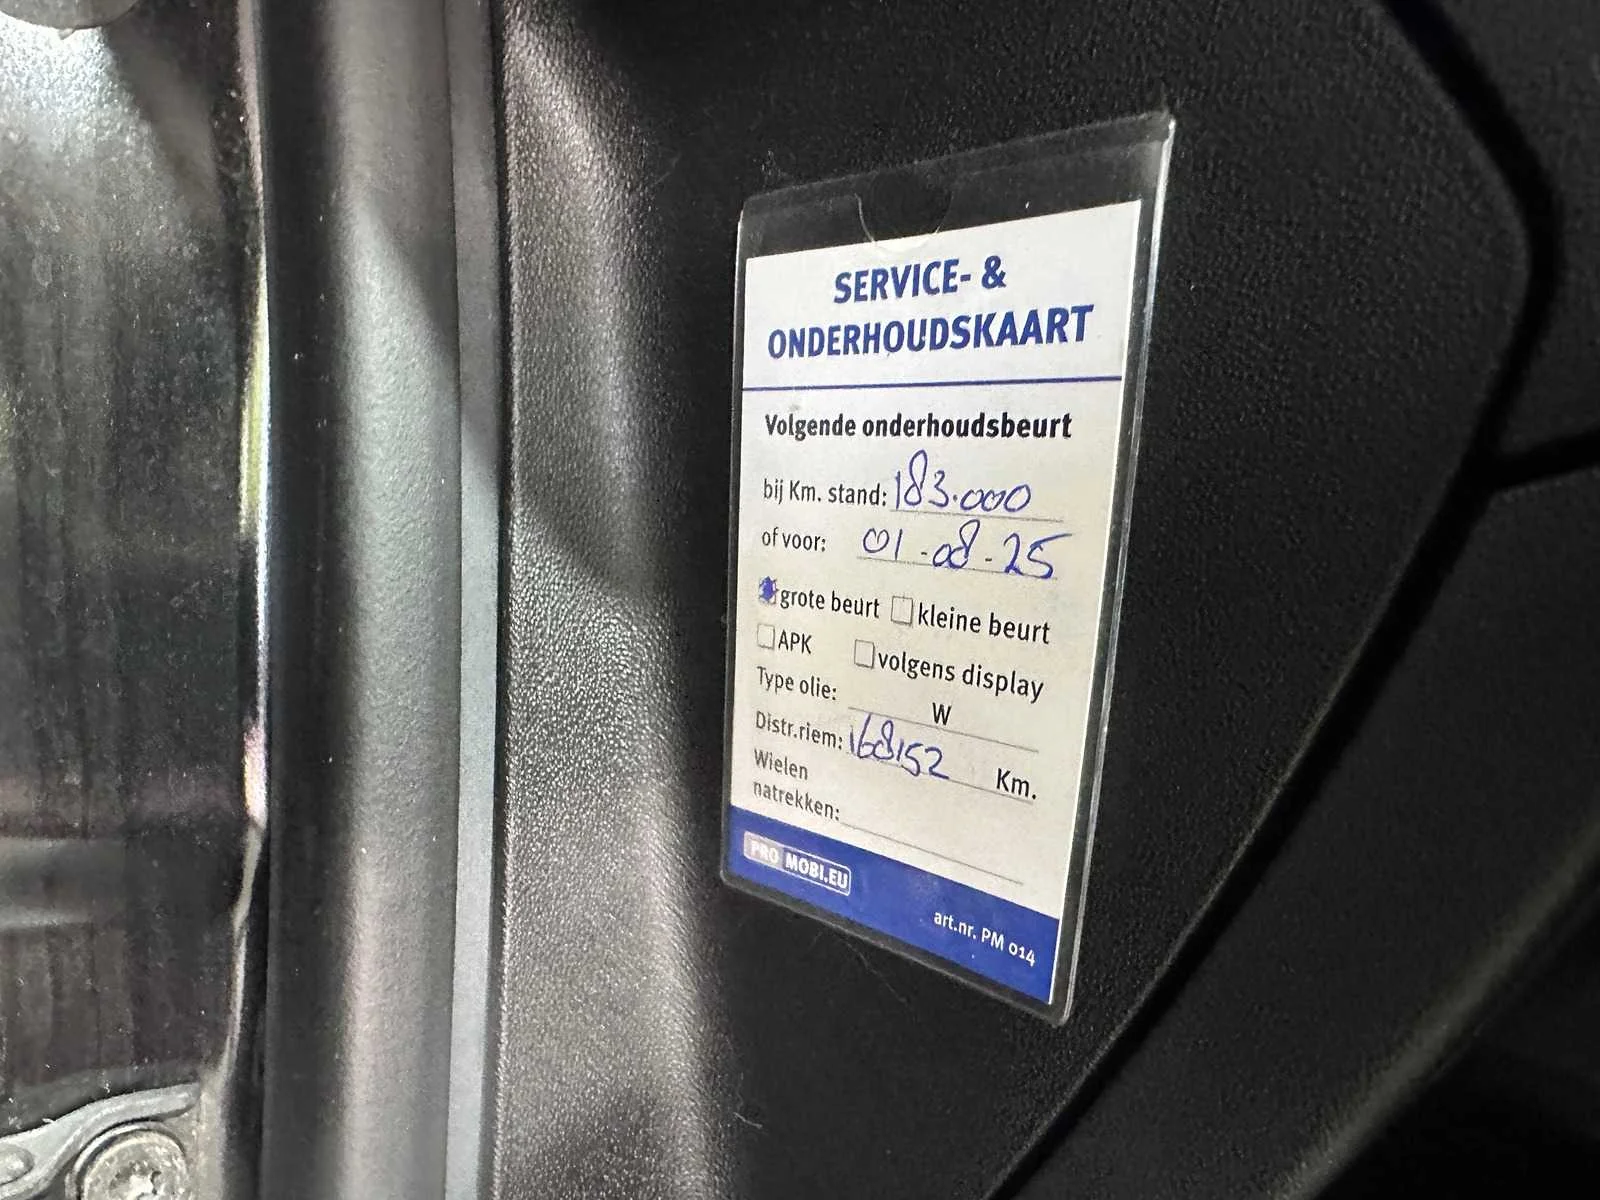 SERVICE- &
ONDERHOUDSKAART
Volgende onderhoudsbeurt
bij Km. stand: 183.000
of voor: 01-08-25
grote beurt kleine beurt
APK volgens display
Type olie: W
Distr.riem: 168152 Km.
Wielen
natrekken:
PRO MOBI.EU
art.nr. PM 014